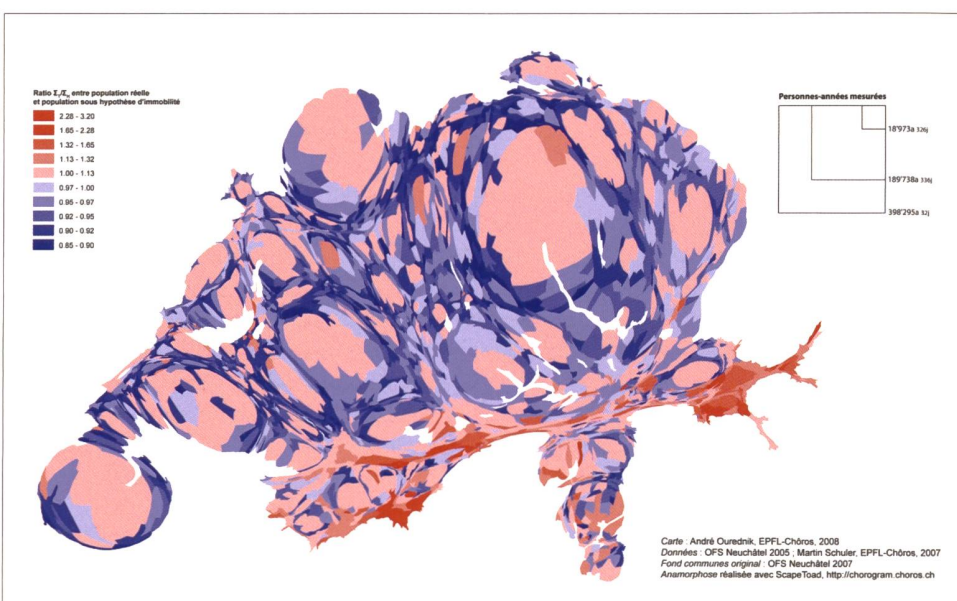 Ratio Σᵣ/Σₕ entre population réelle
et population sous hypothèse d'immobilité
2.28 - 3.20
1.65 - 2.28
1.32 - 1.65
1.13 - 1.32
1.00 - 1.13
0.97 - 1.00
0.95 - 0.97
0.92 - 0.95
0.90 - 0.92
0.85 - 0.90
Personnes-années mesurées
18'973a 326j
189'738a 336j
398'295a 32j
Carte : André Ourednik, EPFL-Chôros, 2008
Données : OFS Neuchâtel 2005 ; Martin Schuler, EPFL-Chôros, 2007
Fond communes original : OFS Neuchâtel 2007
Anamorphose réalisée avec ScapeToad, http://chorogram.choros.ch